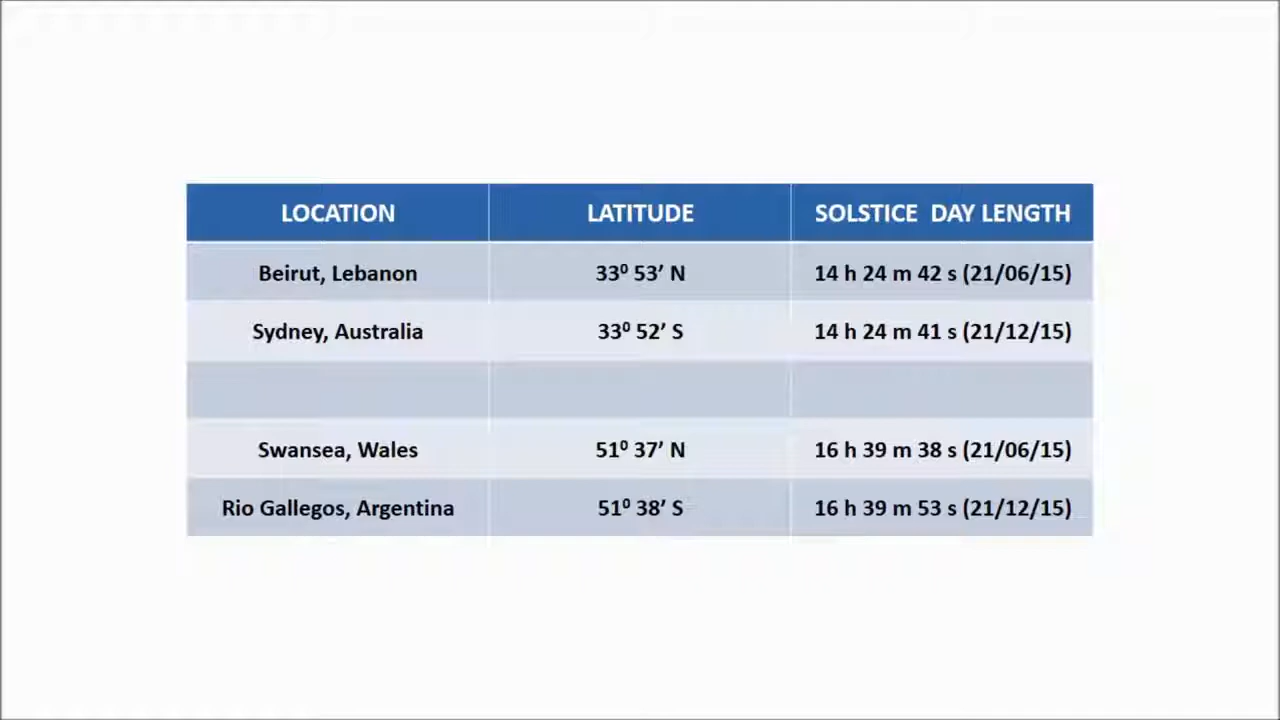 LOCATION LATITUDE SOLSTICE DAY LENGTH
Beirut, Lebanon 33⁰ 53’ N 14 h 24 m 42 s (21/06/15)
Sydney, Australia 33⁰ 52’ S 14 h 24 m 41 s (21/12/15)
Swansea, Wales 51⁰ 37’ N 16 h 39 m 38 s (21/06/15)
Rio Gallegos, Argentina 51⁰ 38’ S 16 h 39 m 53 s (21/12/15)